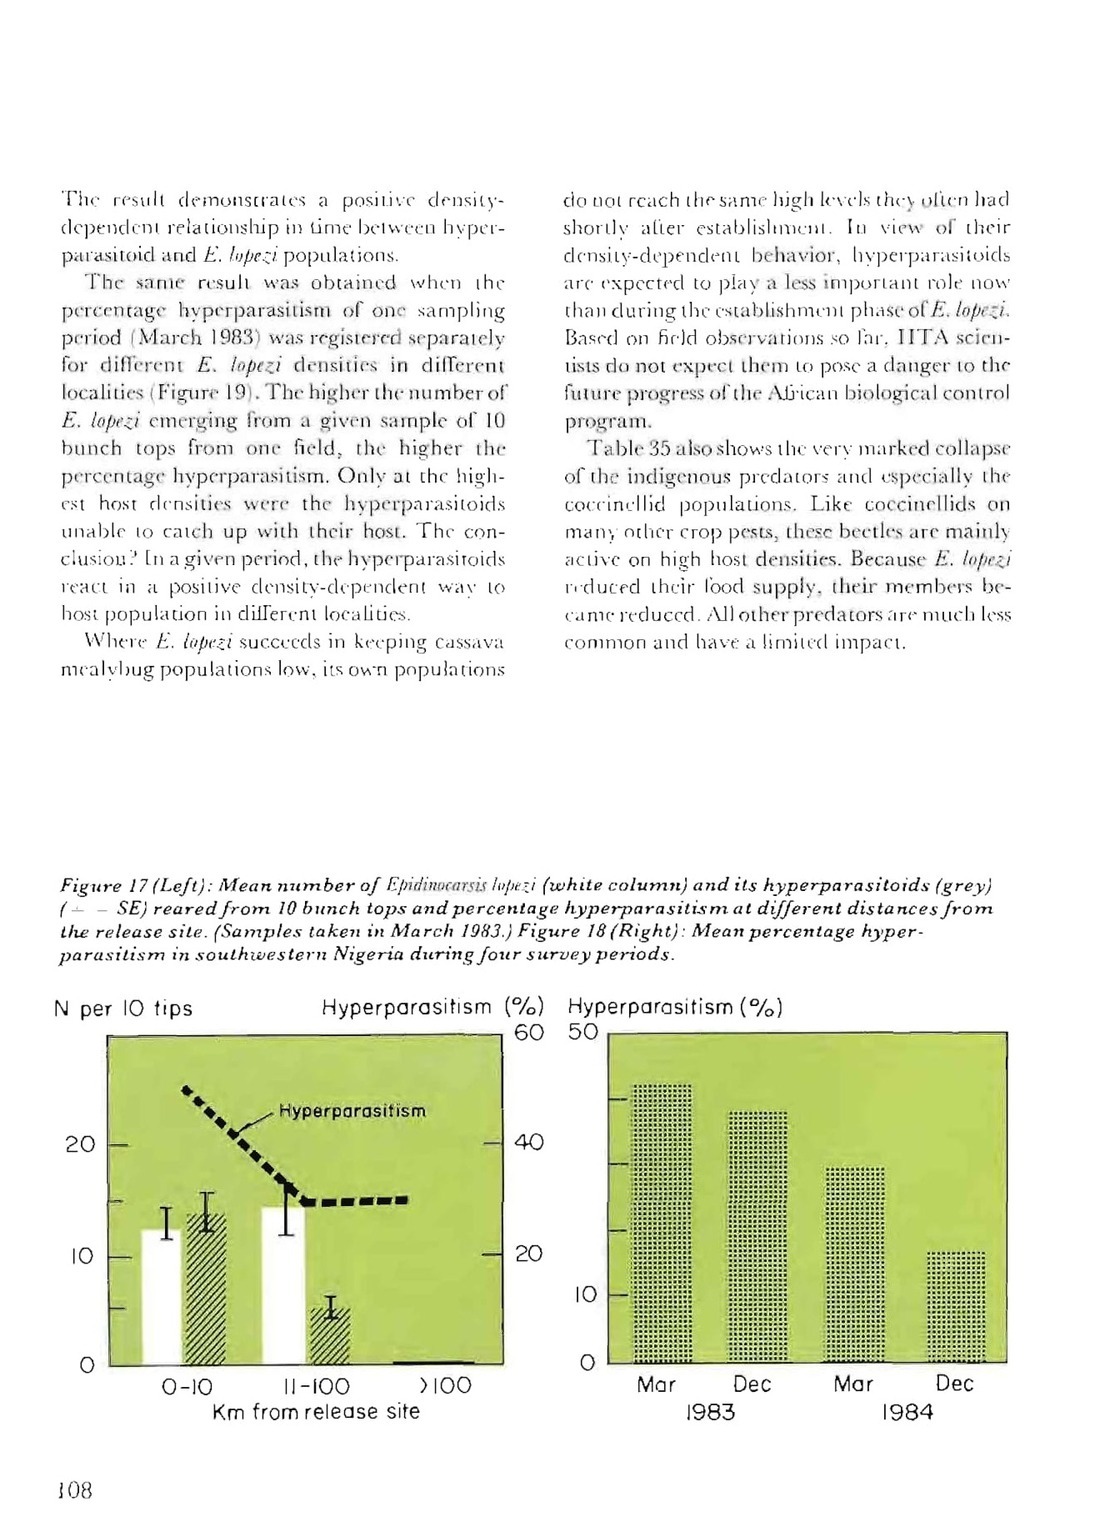 The result demonstrates a positive density-
dependent relationship in time between hyper-
parasitoid and E. lopezi populations.
The same result was obtained when the
percentage hyperparasitism of one sampling
period (March 1983) was registered separately
for different E. lopezi densities in different
localities (Figure 19). The higher the number of
E. lopezi emerging from a given sample of 10
bunch tops from one field, the higher the
percentage hyperparasitism. Only at the high-
est host densities were the hyperparasitoids
unable to catch up with their host. The con-
clusion? In a given period, the hyperparasitoids
react in a positive density-dependent way to
host population in different localities.
Where E. lopezi succeeds in keeping cassava
mealybug populations low, its own populations
do not reach the same high levels they often had
shortly after establishment. In view of their
density-dependent behavior, hyperparasitoids
are expected to play a less important role now
than during the establishment phase of E. lopezi.
Based on field observations so far, IITA scien-
tists do not expect them to pose a danger to the
future progress of the African biological control
program.
Table 35 also shows the very marked collapse
of the indigenous predators and especially the
coccinellid populations. Like coccinellids on
many other crop pests, these beetles are mainly
active on high host densities. Because E. lopezi
reduced their food supply, their members be-
came reduced. All other predators are much less
common and have a limited impact.
Figure 17 (Left): Mean number of Epidinocarsis lopezi (white column) and its hyperparasitoids (grey)
(+ – SE) reared from 10 bunch tops and percentage hyperparasitism at different distances from
the release site. (Samples taken in March 1983.) Figure 18 (Right): Mean percentage hyper-
parasitism in southwestern Nigeria during four survey periods.
N per 10 tips Hyperparasitism (%)
60
Hyperparasitism
20 40
10 20
0
0-10 11-100 >100
Km from release site
Hyperparasitism (%)
50
10
0
Mar Dec Mar Dec
1983 1984
108